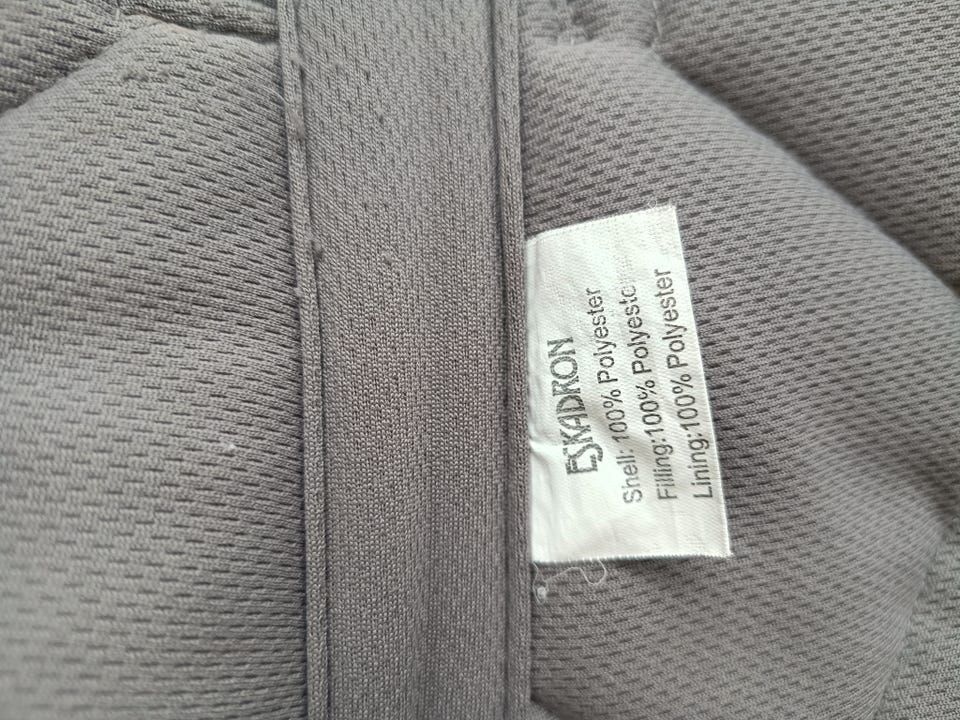 ESKADRON
Shell: 100% Polyester
Filling:100% Polyester
Lining:100% Polyester